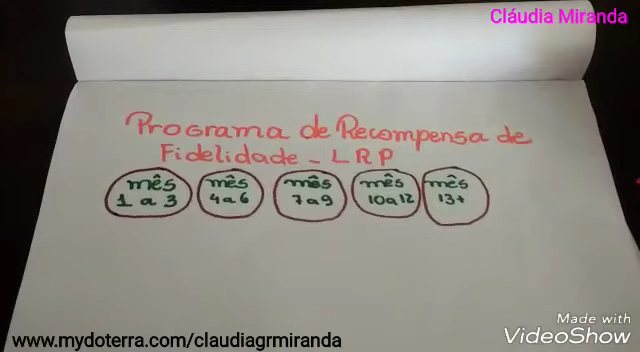 Cláudia Miranda
Programa de Recompensa de
Fidelidade - LRP
mês
1 a 3
mês
4 a 6
mês
7 a 9
mês
10 a 12
mês
13+
www.mydoterra.com/claudiagrmiranda
Made with
VideoShow